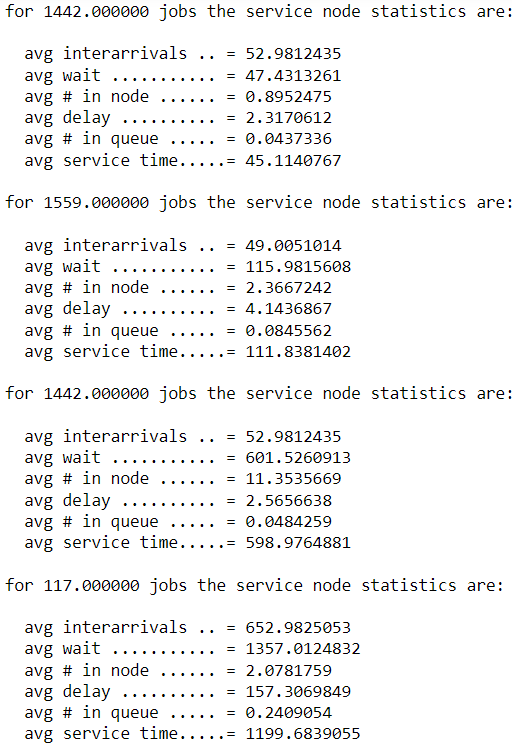 for 1442.000000 jobs the service node statistics are:
avg interarrivals .. = 52.9812435
avg wait ........... = 47.4313261
avg # in node ...... = 0.8952475
avg delay .......... = 2.3170612
avg # in queue ..... = 0.0437336
avg service time.....= 45.1140767
for 1559.000000 jobs the service node statistics are:
avg interarrivals .. = 49.0051014
avg wait ........... = 115.9815608
avg # in node ...... = 2.3667242
avg delay .......... = 4.1436867
avg # in queue ..... = 0.0845562
avg service time.....= 111.8381402
for 1442.000000 jobs the service node statistics are:
avg interarrivals .. = 52.9812435
avg wait ........... = 601.5260913
avg # in node ...... = 11.3535669
avg delay .......... = 2.5656638
avg # in queue ..... = 0.0484259
avg service time.....= 598.9764881
for 117.000000 jobs the service node statistics are:
avg interarrivals .. = 652.9825053
avg wait ........... = 1357.0124832
avg # in node ...... = 2.0781759
avg delay .......... = 157.3069849
avg # in queue ..... = 0.2409054
avg service time.....= 1199.6839055